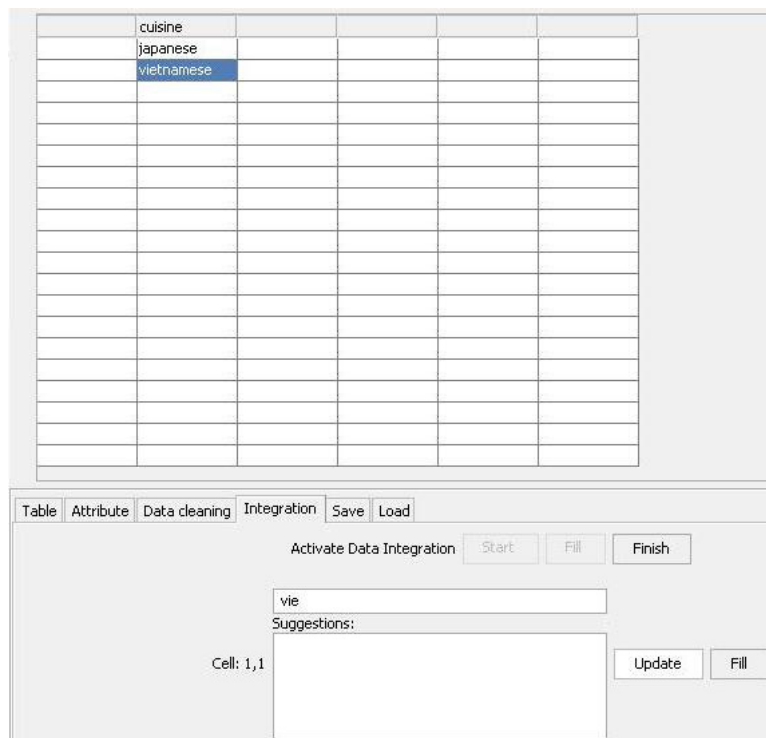 cuisine
japanese
vietnamese
Table Attribute Data cleaning Integration Save Load
Activate Data Integration Start Fill Finish
vie
Suggestions:
Cell: 1,1 Update Fill